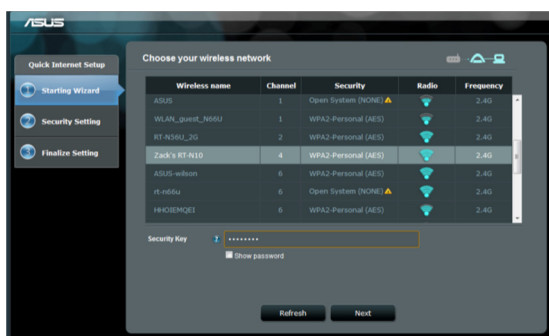 ASUS
Quick Internet Setup
1 Starting Wizard
2 Security Setting
3 Finalize Setting
Choose your wireless network
Wireless name Channel Security Radio Frequency
ASUS 1 Open System (NONE) 2.4G
WLAN_guest_N66U 1 WPA2-Personal (AES) 2.4G
RT-N56U_2G 2 WPA2-Personal (AES) 2.4G
Zack's RT-N10 4 WPA2-Personal (AES) 2.4G
ASUS-wilson 6 WPA2-Personal (AES) 2.4G
rt-n66u 6 Open System (NONE) 2.4G
HHOIEMQEI 6 WPA2-Personal (AES) 2.4G
Security Key ? ••••••••
Show password
Refresh Next